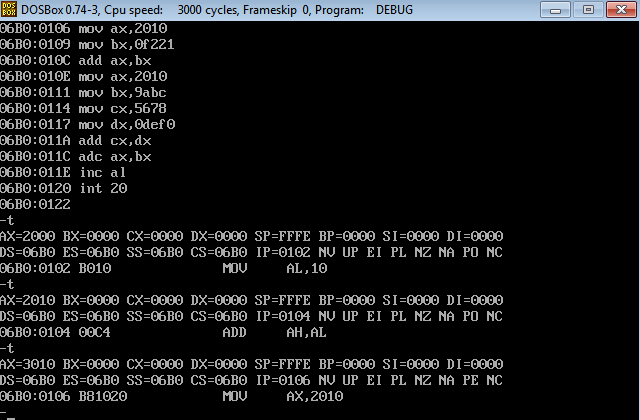 DOS BOX DOSBox 0.74-3, Cpu speed: 3000 cycles, Frameskip 0, Program: DEBUG
06B0:0106 mov ax,2010
06B0:0109 mov bx,0f221
06B0:010C add ax,bx
06B0:010E mov ax,2010
06B0:0111 mov bx,9abc
06B0:0114 mov cx,5678
06B0:0117 mov dx,0def0
06B0:011A add cx,dx
06B0:011C adc ax,bx
06B0:011E inc al
06B0:0120 int 20
06B0:0122
-t
AX=2000 BX=0000 CX=0000 DX=0000 SP=FFFE BP=0000 SI=0000 DI=0000
DS=06B0 ES=06B0 SS=06B0 CS=06B0 IP=0102 NV UP EI PL NZ NA PO NC
06B0:0102 B010 MOV AL,10
-t
AX=2010 BX=0000 CX=0000 DX=0000 SP=FFFE BP=0000 SI=0000 DI=0000
DS=06B0 ES=06B0 SS=06B0 CS=06B0 IP=0104 NV UP EI PL NZ NA PO NC
06B0:0104 00C4 ADD AH,AL
-t
AX=3010 BX=0000 CX=0000 DX=0000 SP=FFFE BP=0000 SI=0000 DI=0000
DS=06B0 ES=06B0 SS=06B0 CS=06B0 IP=0106 NV UP EI PL NZ NA PE NC
06B0:0106 B81020 MOV AX,2010
-_